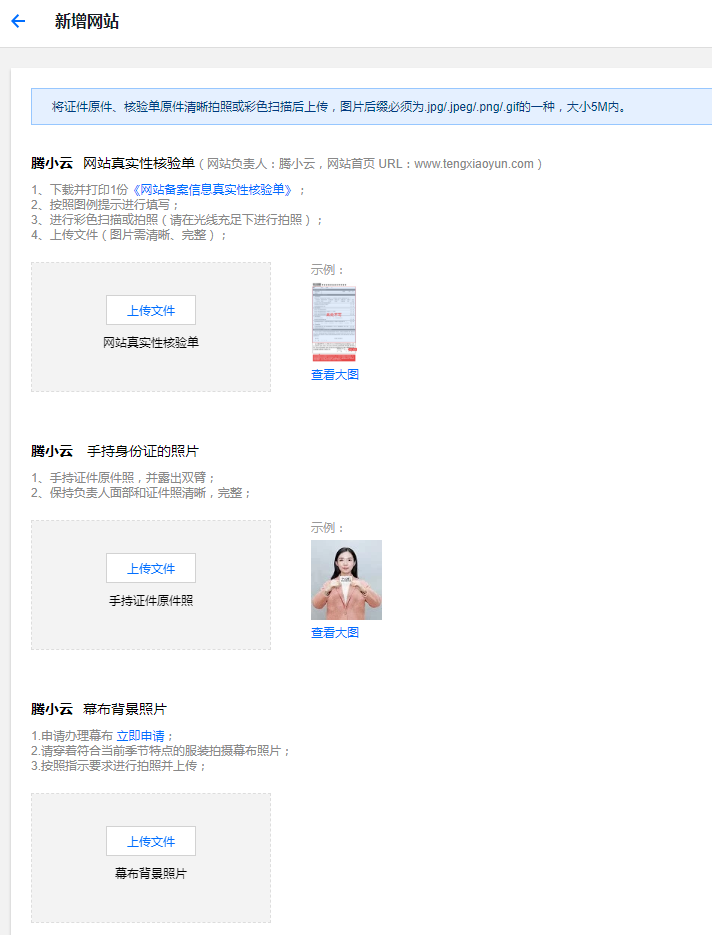 新增网站
将证件原件、核验单原件清晰拍照或彩色扫描后上传，图片后缀必须为.jpg/.jpeg/.png/.gif的一种，大小5M内。
腾小云 网站真实性核验单（网站负责人：腾小云，网站首页 URL：www.tengxiaoyun.com）
1、下载并打印1份《网站备案信息真实性核验单》；
2、按照图例提示进行填写；
3、进行彩色扫描或拍照（请在光线充足下进行拍照）；
4、上传文件（图片需清晰、完整）；
示例：
上传文件
网站真实性核验单
查看大图
腾小云 手持身份证的照片
1、手持证件原件照，并露出双臂；
2、保持负责人面部和证件照清晰，完整；
示例：
上传文件
手持证件原件照
查看大图
腾小云 幕布背景照片
1.申请办理幕布 立即申请；
2.请穿着符合当前季节特点的服装拍摄幕布照片；
3.按照指示要求进行拍照并上传；
上传文件
幕布背景照片